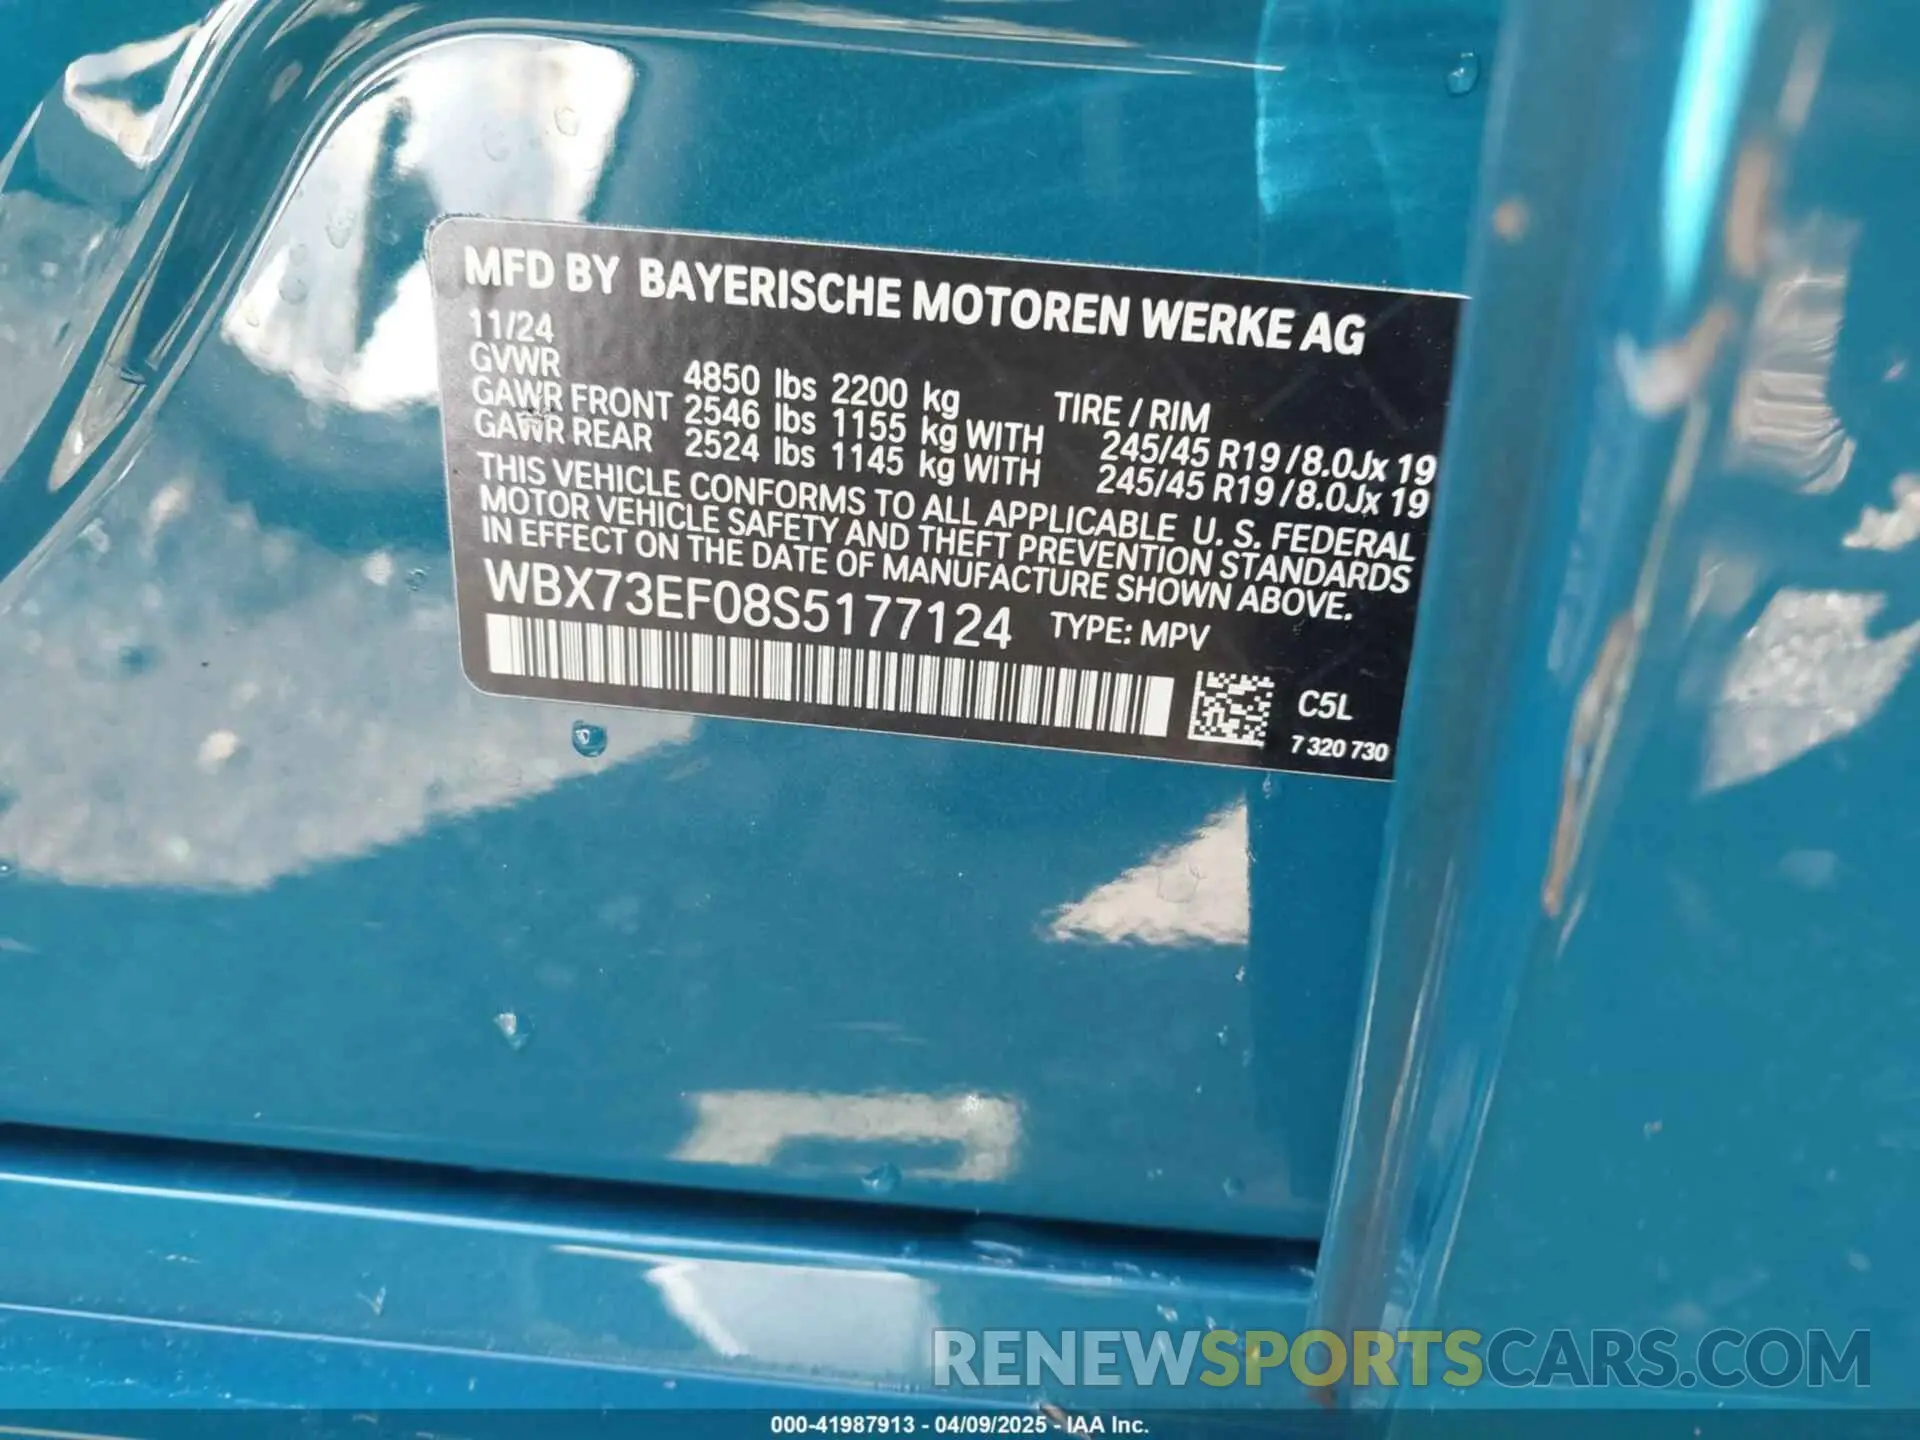 MFD BY BAYERISCHE MOTOREN WERKE AG
11/24
GVWR 4850 lbs 2200 kg TIRE / RIM
GAWR FRONT 2546 lbs 1155 kg WITH 245/45 R19 / 8.0Jx 19
GAWR REAR 2524 lbs 1145 kg WITH 245/45 R19 / 8.0Jx 19
THIS VEHICLE CONFORMS TO ALL APPLICABLE U. S. FEDERAL
MOTOR VEHICLE SAFETY AND THEFT PREVENTION STANDARDS
IN EFFECT ON THE DATE OF MANUFACTURE SHOWN ABOVE.
WBX73EF08S5177124 TYPE: MPV
C5L
7 320 730
RENEWSPORTSCARS.COM
000-41987913 - 04/09/2025 - IAA Inc.